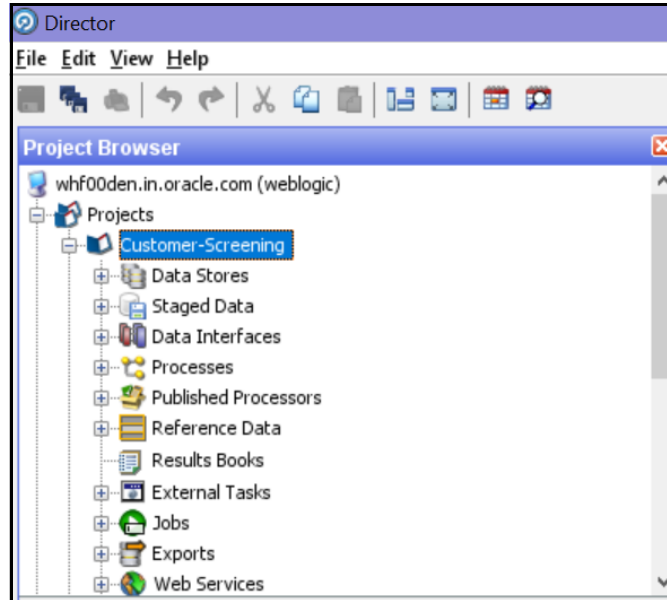 Director
File Edit View Help
Project Browser
whf00den.in.oracle.com (weblogic)
Projects
Customer-Screening
Data Stores
Staged Data
Data Interfaces
Processes
Published Processors
Reference Data
Results Books
External Tasks
Jobs
Exports
Web Services